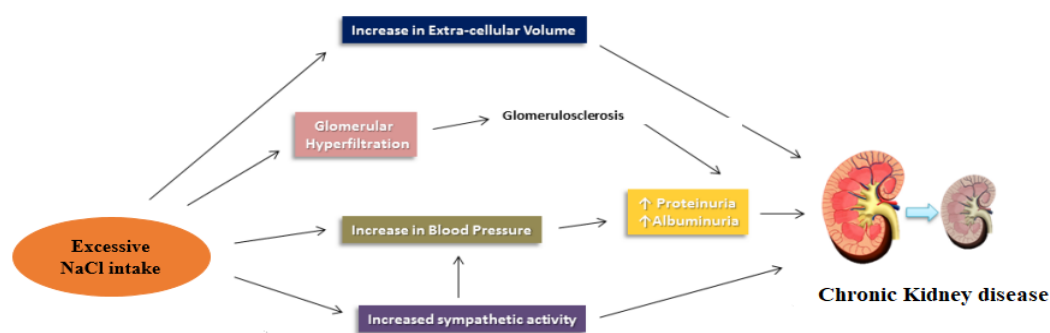 Increase in Extra-cellular Volume
Glomerular
Hyperfiltration
Glomerulosclerosis
↑ Proteinuria
↑Albuminuria
Increase in Blood Pressure
Excessive
NaCl intake
Chronic Kidney disease
Increased sympathetic activity